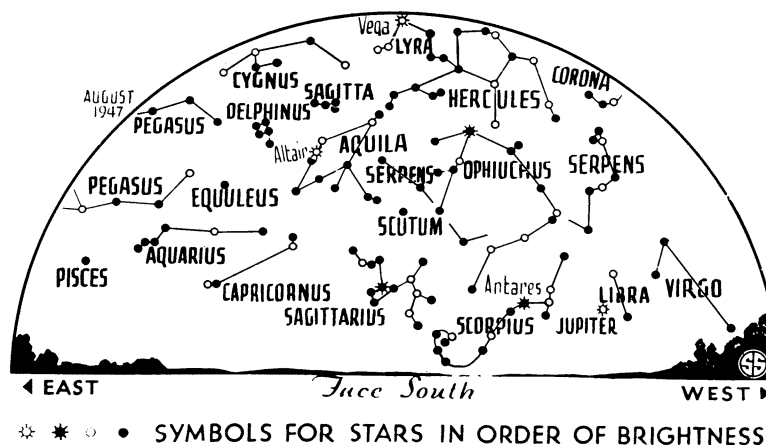 Vega
LYRA
CYGNUS
SAGITTA
HERCULES
CORONA
AUGUST
1947
PEGASUS
DELPHINUS
Altair
AQUILA
SERPENS
OPHIUCHUS
SERPENS
PEGASUS
EQUULEUS
SCUTUM
AQUARIUS
PISCES
CAPRICORNUS
SAGITTARIUS
Antares
SCORPIUS
JUPITER
LIBRA
VIRGO
SS
EAST
Face South
WEST
SYMBOLS FOR STARS IN ORDER OF BRIGHTNESS